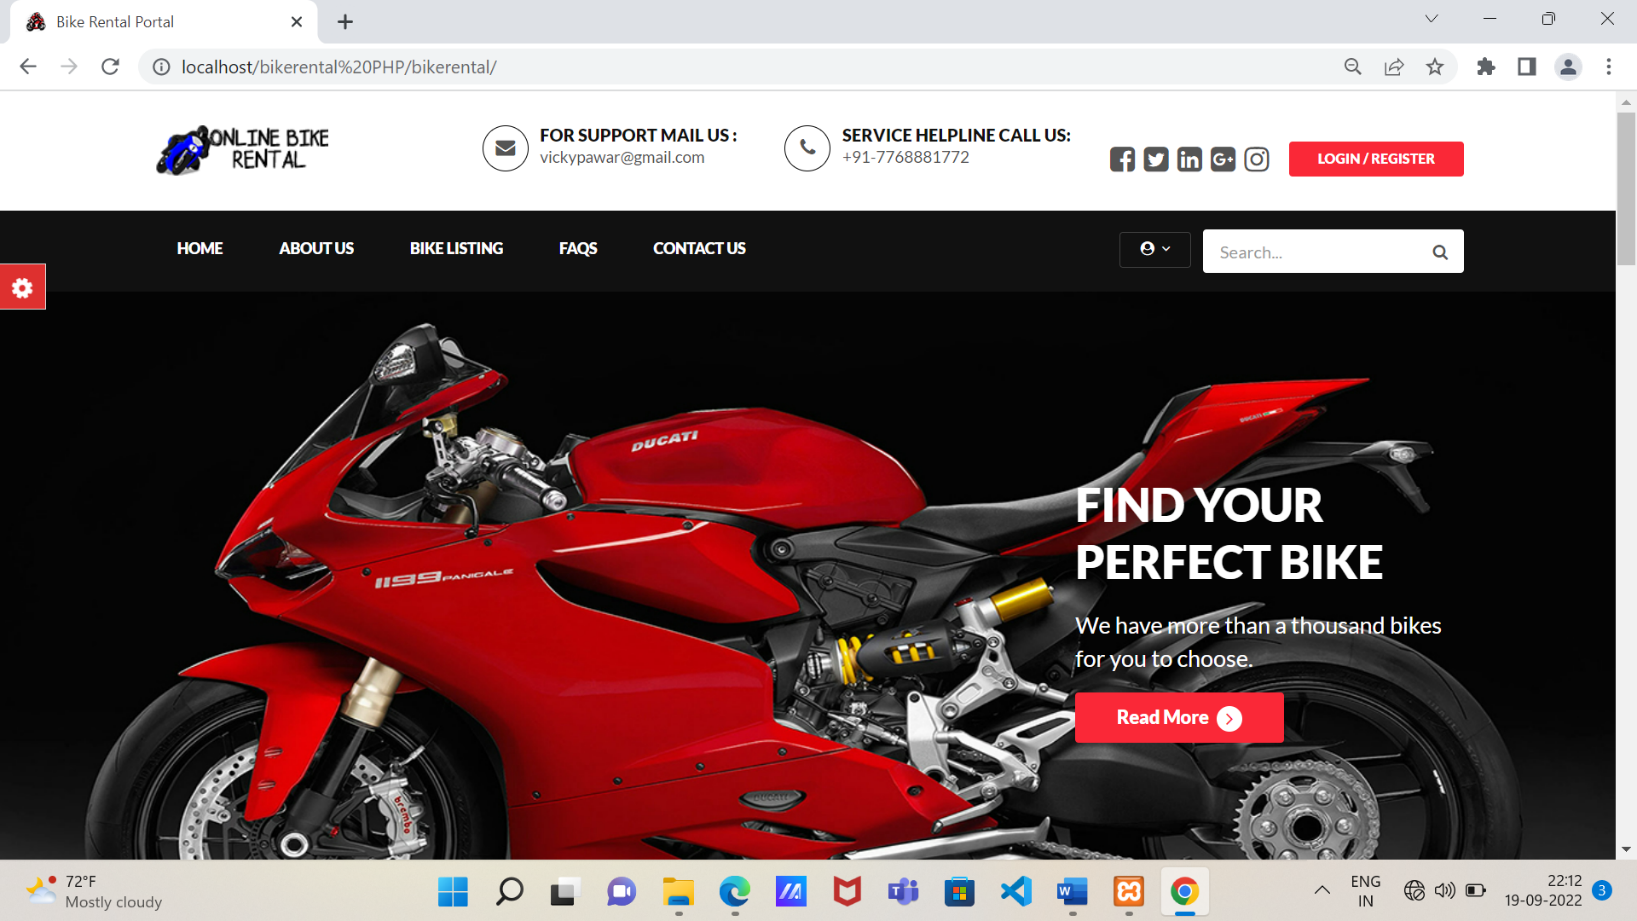 Bike Rental Portal
localhost/bikerental%20PHP/bikerental/
ONLINE BIKE
RENTAL
FOR SUPPORT MAIL US :
vickypawar@gmail.com
SERVICE HELPLINE CALL US:
+91-7768881772
LOGIN / REGISTER
HOME
ABOUT US
BIKE LISTING
FAQS
CONTACT US
Search...
DUCATI
1199 PANIGALE
FIND YOUR
PERFECT BIKE
We have more than a thousand bikes
for you to choose.
Read More
DUCATI
brembo
72°F
Mostly cloudy
ENG
IN
22:12
19-09-2022
3